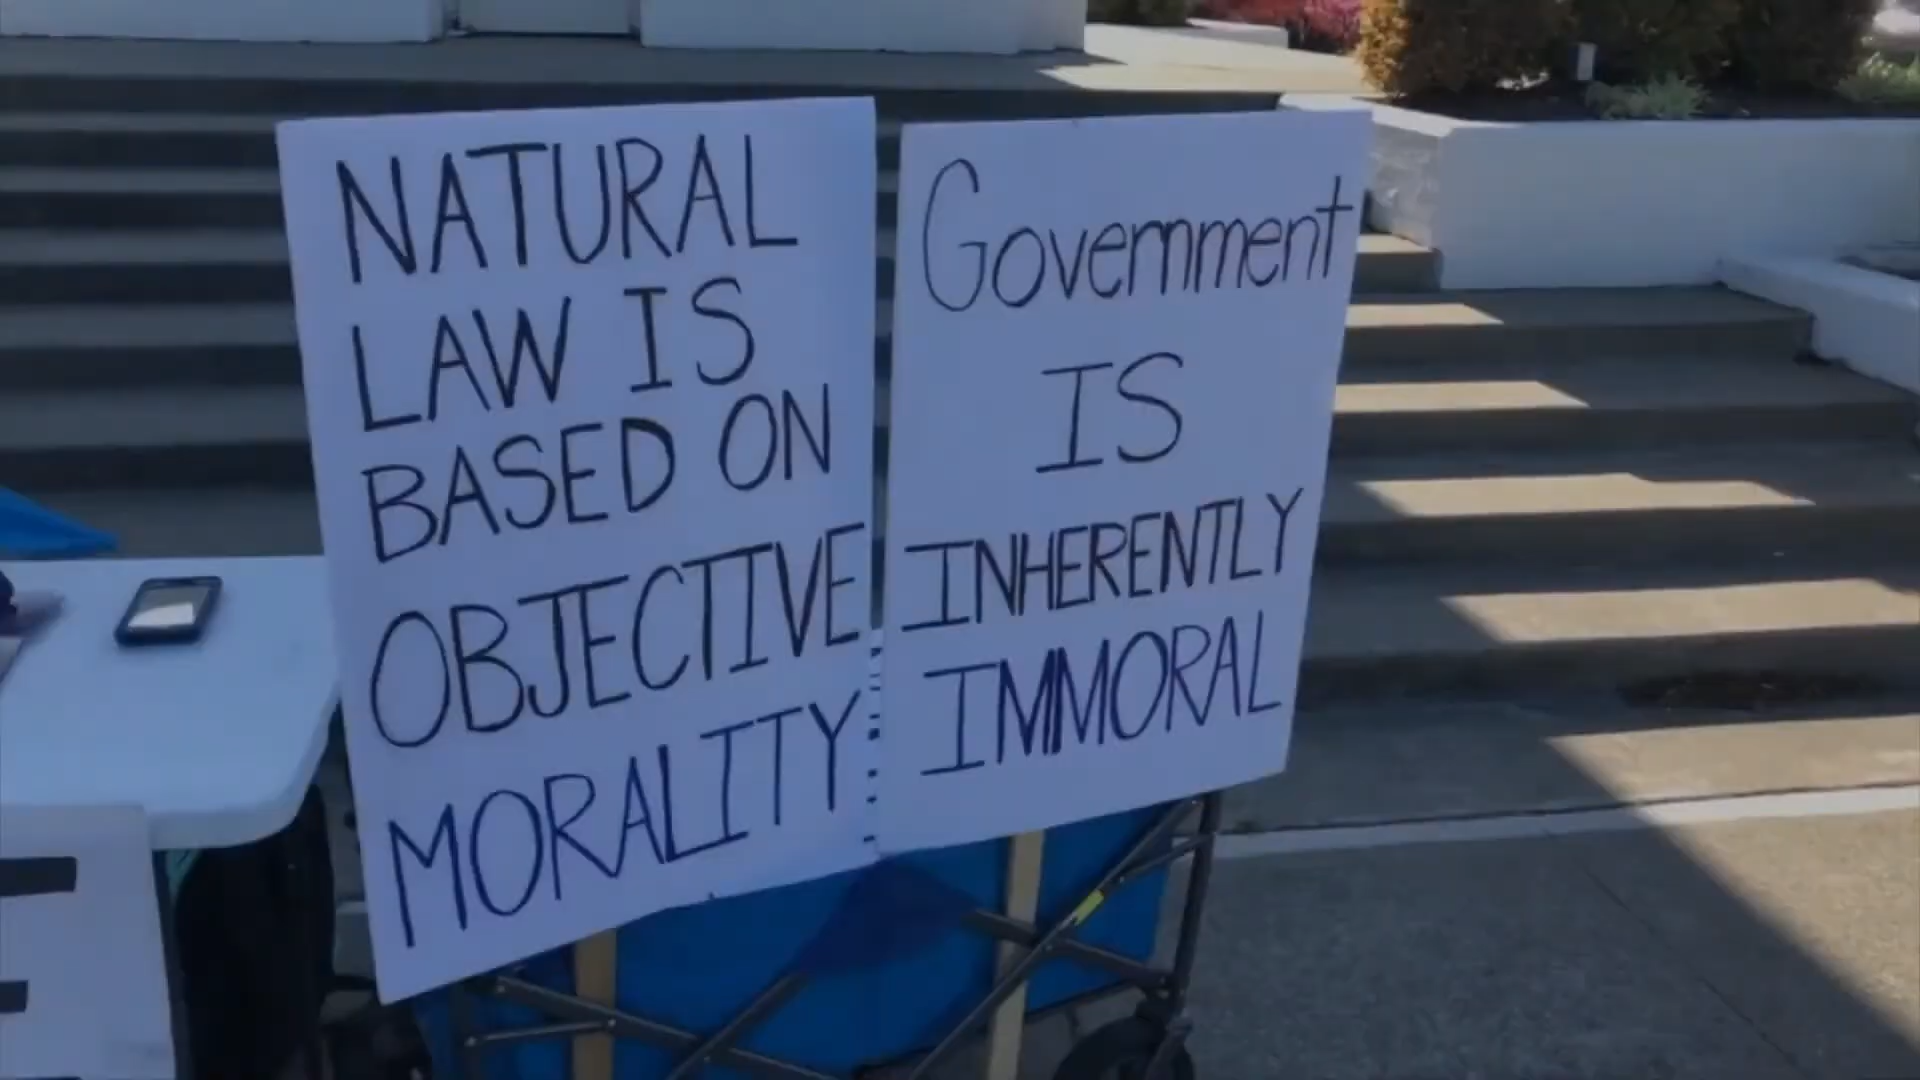 NATURAL
LAW IS
BASED ON
OBJECTIVE
MORALITY
Government
IS
INHERENTLY
IMMORAL